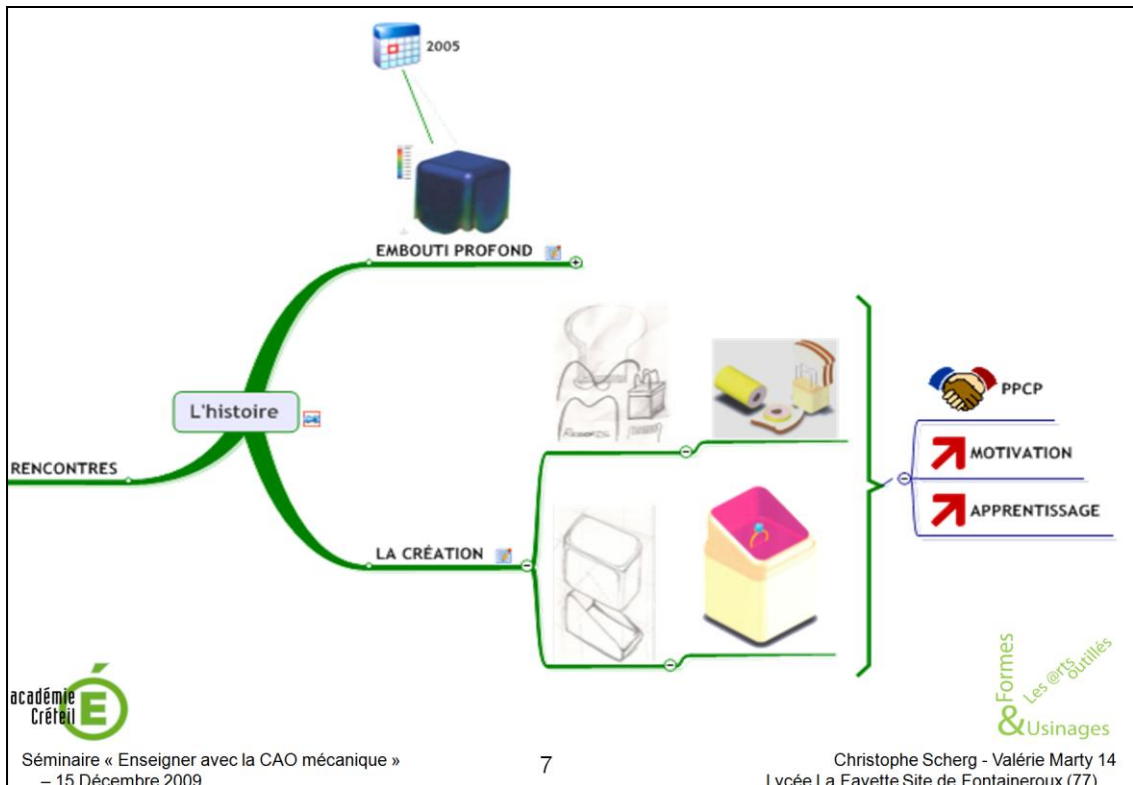 2005
EMBOUTI PROFOND
L'histoire
RENCONTRES
LA CRÉATION
PPCP
MOTIVATION
APPRENTISSAGE
académie
Créteil
É
Formes
& Usinages
Les @rts
outillés
Séminaire « Enseigner avec la CAO mécanique »
– 15 Décembre 2009
7
Christophe Scherg - Valérie Marty 14
Lycée La Fayette Site de Fontaineroux (77)